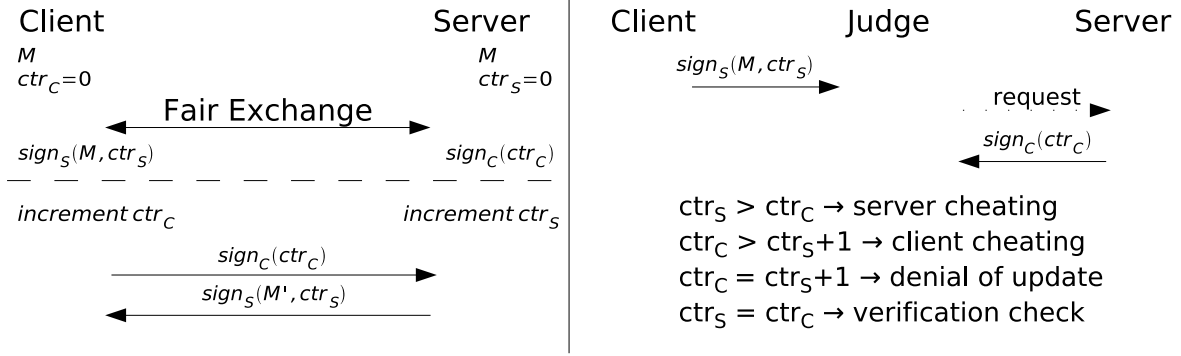 Client Server
M M
ctr_C=0 ctr_S=0
Fair Exchange
sign_S(M,ctr_S) sign_C(ctr_C)
increment ctr_C increment ctr_S
sign_C(ctr_C)
sign_S(M',ctr_S)
Client Judge Server
sign_S(M,ctr_S)
request
sign_C(ctr_C)
ctr_S > ctr_C → server cheating
ctr_C > ctr_S+1 → client cheating
ctr_C = ctr_S+1 → denial of update
ctr_S = ctr_C → verification check